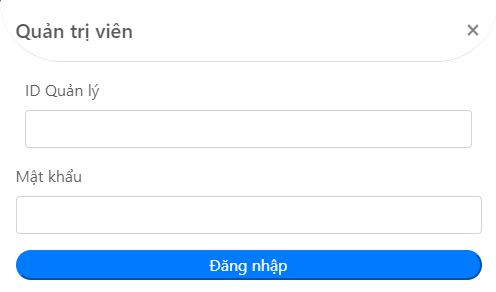 Quản trị viên ×
ID Quản lý
Mật khẩu
Đăng nhập